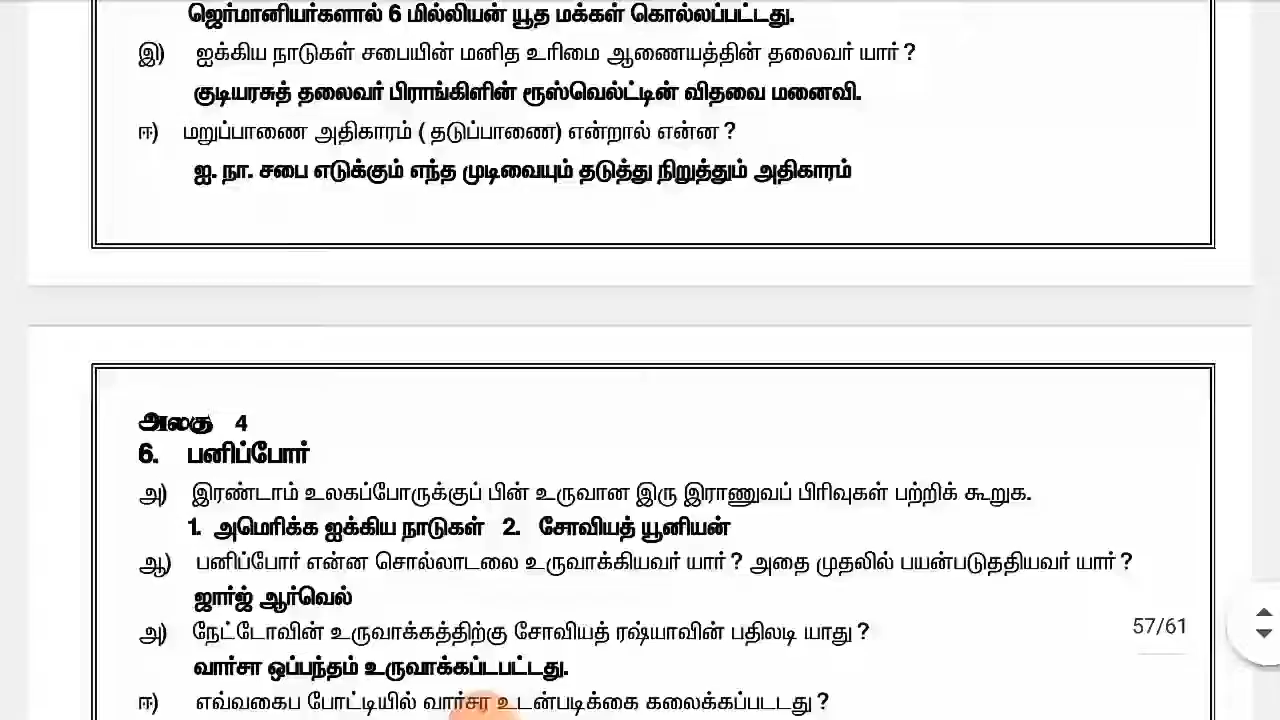 ஜெர்மானியர்களால் 6 மில்லியன் யூத மக்கள் கொல்லப்பட்டது.
இ) ஐக்கிய நாடுகள் சபையின் மனித உரிமை ஆணையத்தின் தலைவர் யார் ?
குடியரசுத் தலைவர் பிராங்கிளின் ரூஸ்வெல்ட்டின் விதவை மனைவி.
ஈ) மறுப்பாணை அதிகாரம் ( தடுப்பாணை) என்றால் என்ன ?
ஐ. நா. சபை எடுக்கும் எந்த முடிவையும் தடுத்து நிறுத்தும் அதிகாரம்
அலகு 4
6. பனிப்போர்
அ) இரண்டாம் உலகப்போருக்குப் பின் உருவான இரு இராணுவப் பிரிவுகள் பற்றிக் கூறுக.
1. அமெரிக்க ஐக்கிய நாடுகள் 2. சோவியத் யூனியன்
ஆ) பனிப்போர் என்ன சொல்லாடலை உருவாக்கியவர் யார் ? அதை முதலில் பயன்படுததியவர் யார் ?
ஜார்ஜ் ஆர்வெல்
அ) நேட்டோவின் உருவாக்கத்திற்கு சோவியத் ரஷ்யாவின் பதிலடி யாது ?
57/61
வார்சா ஒப்பந்தம் உருவாக்கப்டபட்டது.
ஈ) எவ்வகைப போட்டியில் வார்சர உடன்படிக்கை கலைக்கப்படடது ?